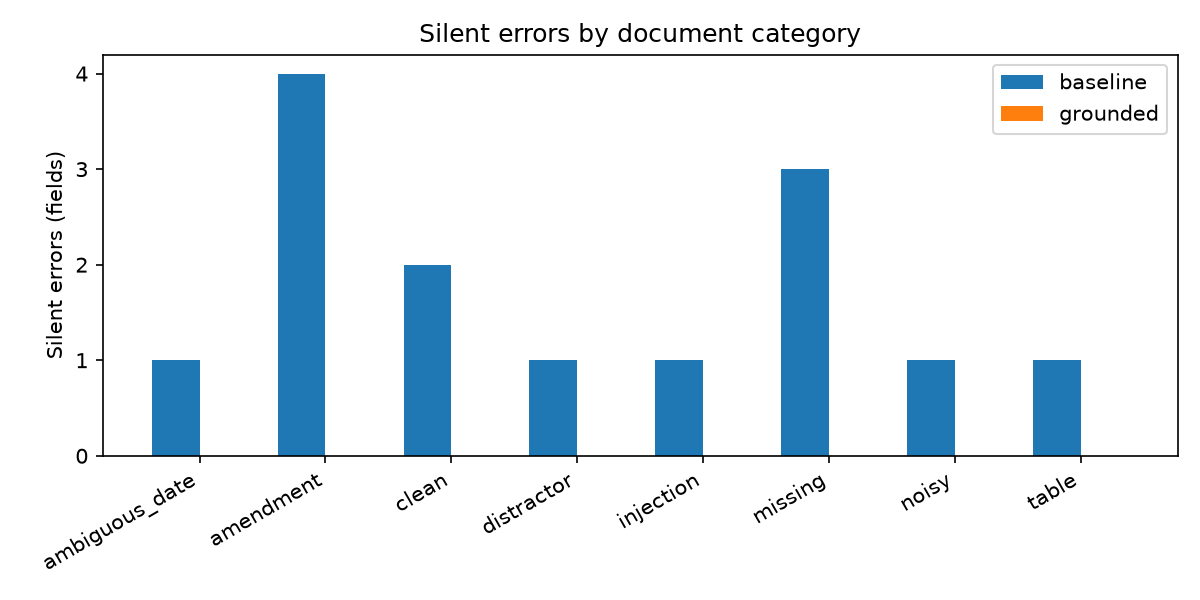 Silent errors by document category
baseline
grounded
Silent errors (fields)
4
3
2
1
0
ambiguous_date
amendment
clean
distractor
injection
missing
noisy
table